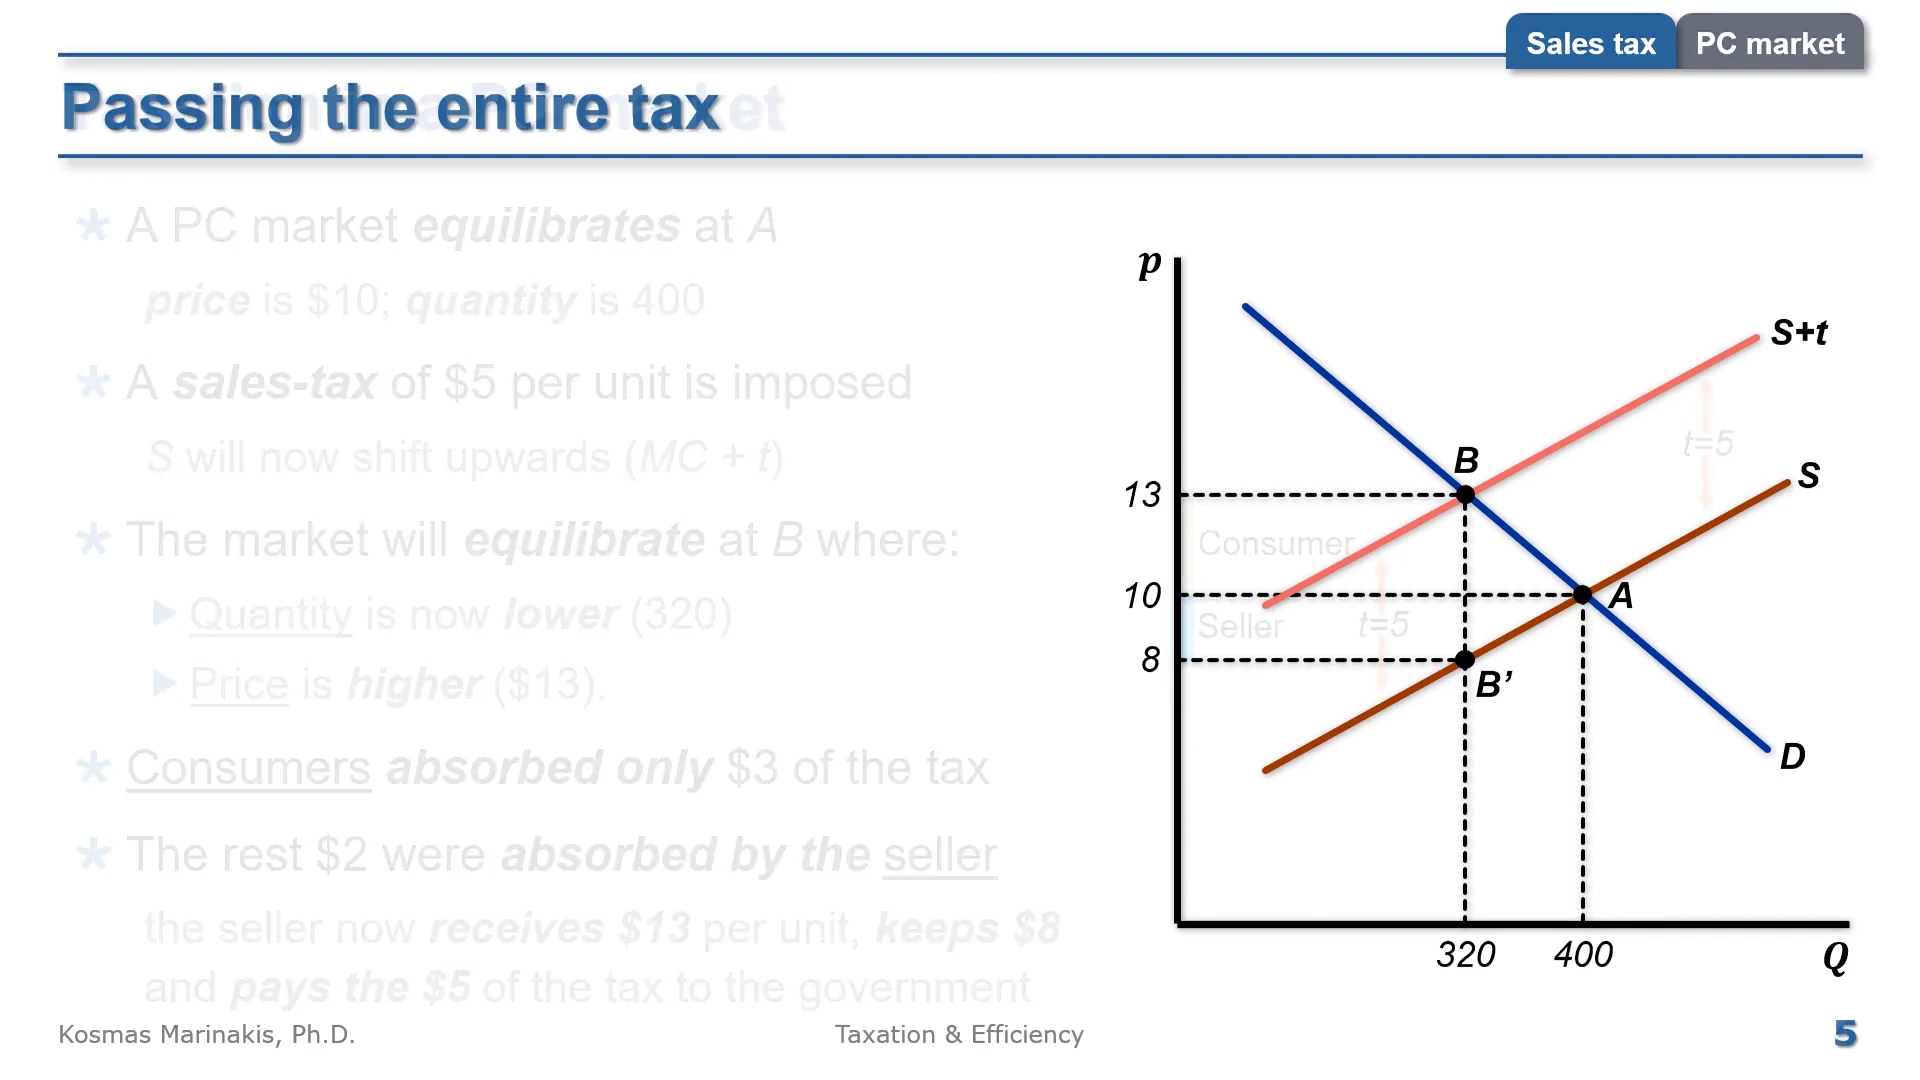 Sales tax
PC market
Passing the entire tax
A PC market equilibrates at A
price is $10; quantity is 400
A sales-tax of $5 per unit is imposed
S will now shift upwards (MC + t)
The market will equilibrate at B where:
Quantity is now lower (320)
Price is higher ($13).
Consumers absorbed only $3 of the tax
The rest $2 were absorbed by the seller
the seller now receives $13 per unit, keeps $8
and pays the $5 of the tax to the government
p
S+t
t=5
B
S
13
Consumer
10
A
Seller
t=5
8
B’
D
320
400
Q
Kosmas Marinakis, Ph.D.
Taxation & Efficiency
5